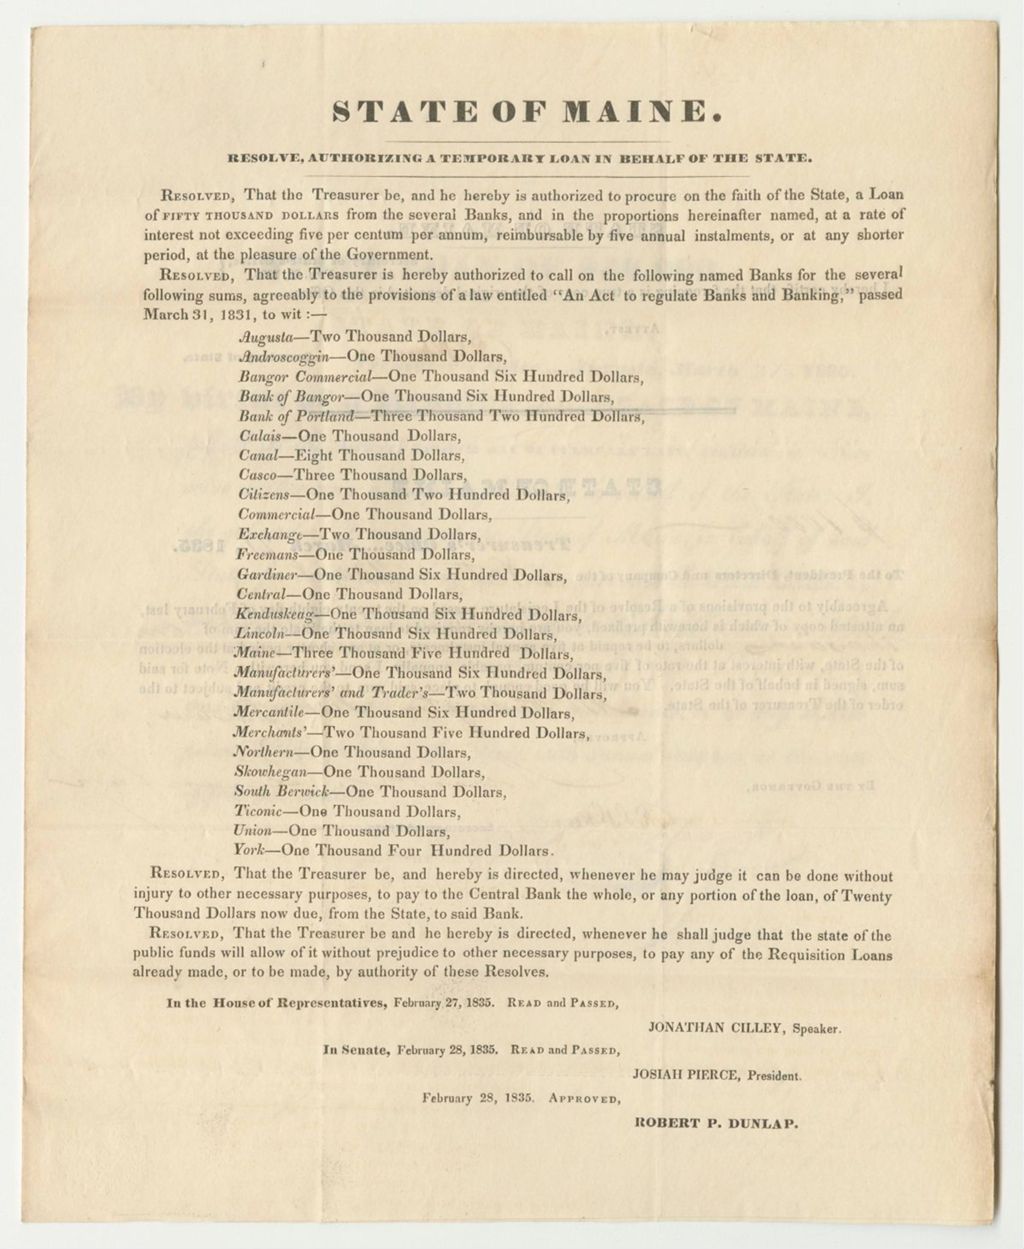 STATE OF MAINE.
RESOLVE, AUTHORIZING A TEMPORARY LOAN IN BEHALF OF THE STATE.
RESOLVED, That the Treasurer be, and he hereby is authorized to procure on the faith of the State, a Loan
of FIFTY THOUSAND DOLLARS from the several Banks, and in the proportions hereinafter named, at a rate of
interest not exceeding five per centum per annum, reimbursable by five annual instalments, or at any shorter
period, at the pleasure of the Government.
RESOLVED, That the Treasurer is hereby authorized to call on the following named Banks for the several
following sums, agreeably to the provisions of a law entitled "An Act to regulate Banks and Banking," passed
March 31, 1831, to wit :—
Augusta—Two Thousand Dollars,
Androscoggin—One Thousand Dollars,
Bangor Commercial—One Thousand Six Hundred Dollars,
Bank of Bangor—One Thousand Six Hundred Dollars,
Bank of Portland—Three Thousand Two Hundred Dollars,
Calais—One Thousand Dollars,
Canal—Eight Thousand Dollars,
Casco—Three Thousand Dollars,
Citizens—One Thousand Two Hundred Dollars,
Commercial—One Thousand Dollars,
Exchange—Two Thousand Dollars,
Freemans—One Thousand Dollars,
Gardiner—One Thousand Six Hundred Dollars,
Central—One Thousand Dollars,
Kenduskeag—One Thousand Six Hundred Dollars,
Lincoln—One Thousand Six Hundred Dollars,
Maine—Three Thousand Five Hundred Dollars,
Manufacturers'—One Thousand Six Hundred Dollars,
Manufacturers' and Trader's—Two Thousand Dollars,
Mercantile—One Thousand Six Hundred Dollars,
Merchants'—Two Thousand Five Hundred Dollars,
Northern—One Thousand Dollars,
Skowhegan—One Thousand Dollars,
South Berwick—One Thousand Dollars,
Ticonic—One Thousand Dollars,
Union—One Thousand Dollars,
York—One Thousand Four Hundred Dollars.
RESOLVED, That the Treasurer be, and hereby is directed, whenever he may judge it can be done without
injury to other necessary purposes, to pay to the Central Bank the whole, or any portion of the loan, of Twenty
Thousand Dollars now due, from the State, to said Bank.
RESOLVED, That the Treasurer be and he hereby is directed, whenever he shall judge that the state of the
public funds will allow of it without prejudice to other necessary purposes, to pay any of the Requisition Loans
already made, or to be made, by authority of these Resolves.
In the House of Representatives, February 27, 1835. READ and PASSED,
JONATHAN CILLEY, Speaker.
In Senate, February 28, 1835. READ and PASSED,
JOSIAH PIERCE, President.
February 28, 1835. APPROVED,
ROBERT P. DUNLAP.